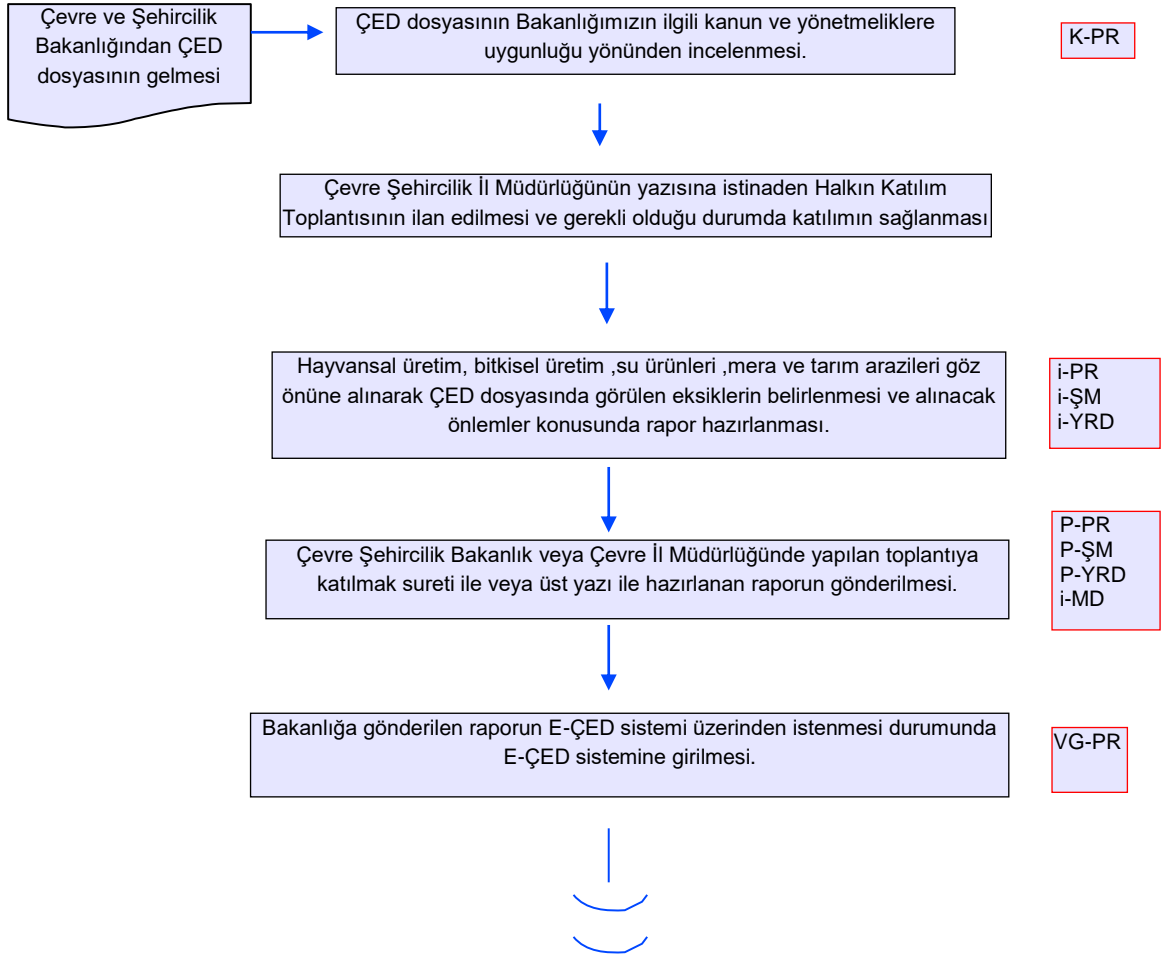 Çevre ve Şehircilik
Bakanlığından ÇED
dosyasının gelmesi
ÇED dosyasının Bakanlığımızın ilgili kanun ve yönetmeliklere
uygunluğu yönünden incelenmesi.
K-PR
Çevre Şehircilik İl Müdürlüğünün yazısına istinaden Halkın Katılım
Toplantısının ilan edilmesi ve gerekli olduğu durumda katılımın sağlanması
Hayvansal üretim, bitkisel üretim ,su ürünleri ,mera ve tarım arazileri göz
önüne alınarak ÇED dosyasında görülen eksiklerin belirlenmesi ve alınacak
önlemler konusunda rapor hazırlanması.
i-PR
i-ŞM
i-YRD
Çevre Şehircilik Bakanlık veya Çevre İl Müdürlüğünde yapılan toplantıya
katılmak sureti ile veya üst yazı ile hazırlanan raporun gönderilmesi.
P-PR
P-ŞM
P-YRD
i-MD
Bakanlığa gönderilen raporun E-ÇED sistemi üzerinden istenmesi durumunda
E-ÇED sistemine girilmesi.
VG-PR